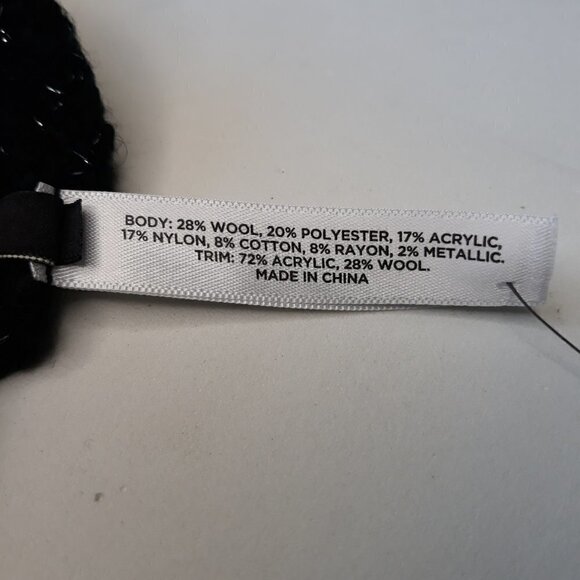 BODY: 28% WOOL, 20% POLYESTER, 17% ACRYLIC,
17% NYLON, 8% COTTON, 8% RAYON, 2% METALLIC.
TRIM: 72% ACRYLIC, 28% WOOL.
MADE IN CHINA